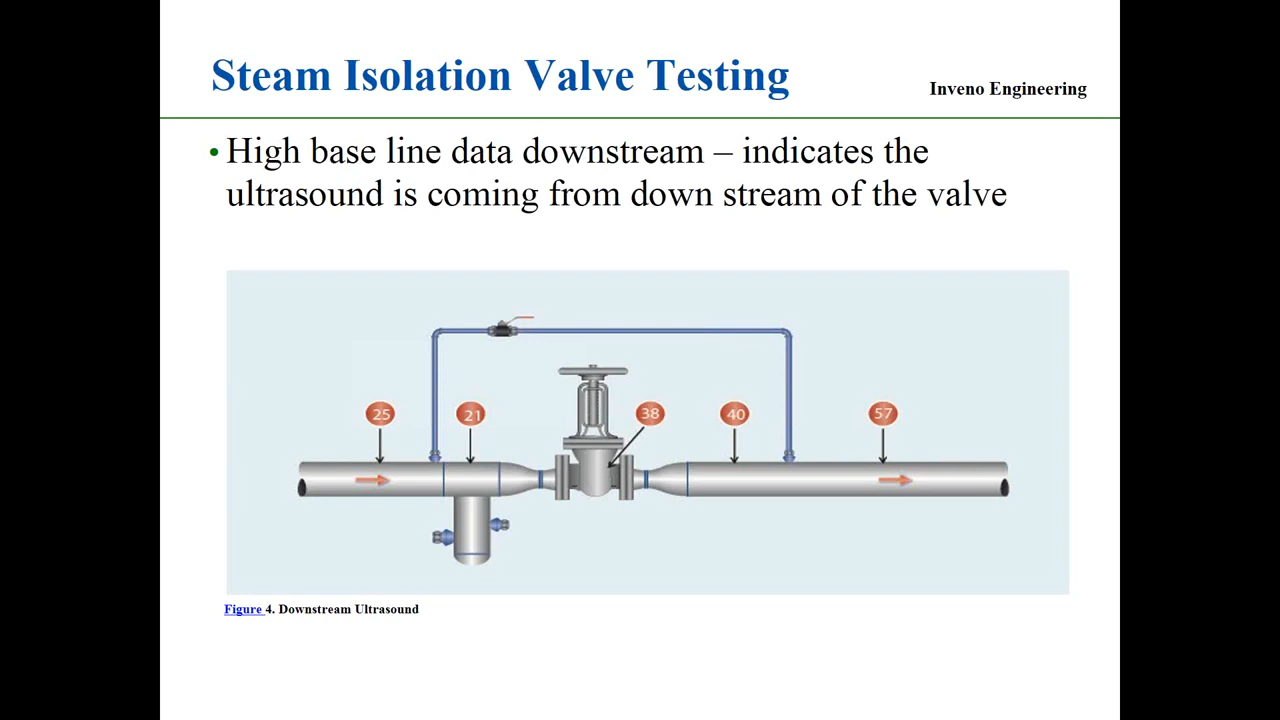 Steam Isolation Valve Testing
Inveno Engineering
• High base line data downstream – indicates the
ultrasound is coming from down stream of the valve
25
21
38
40
57
Figure 4. Downstream Ultrasound